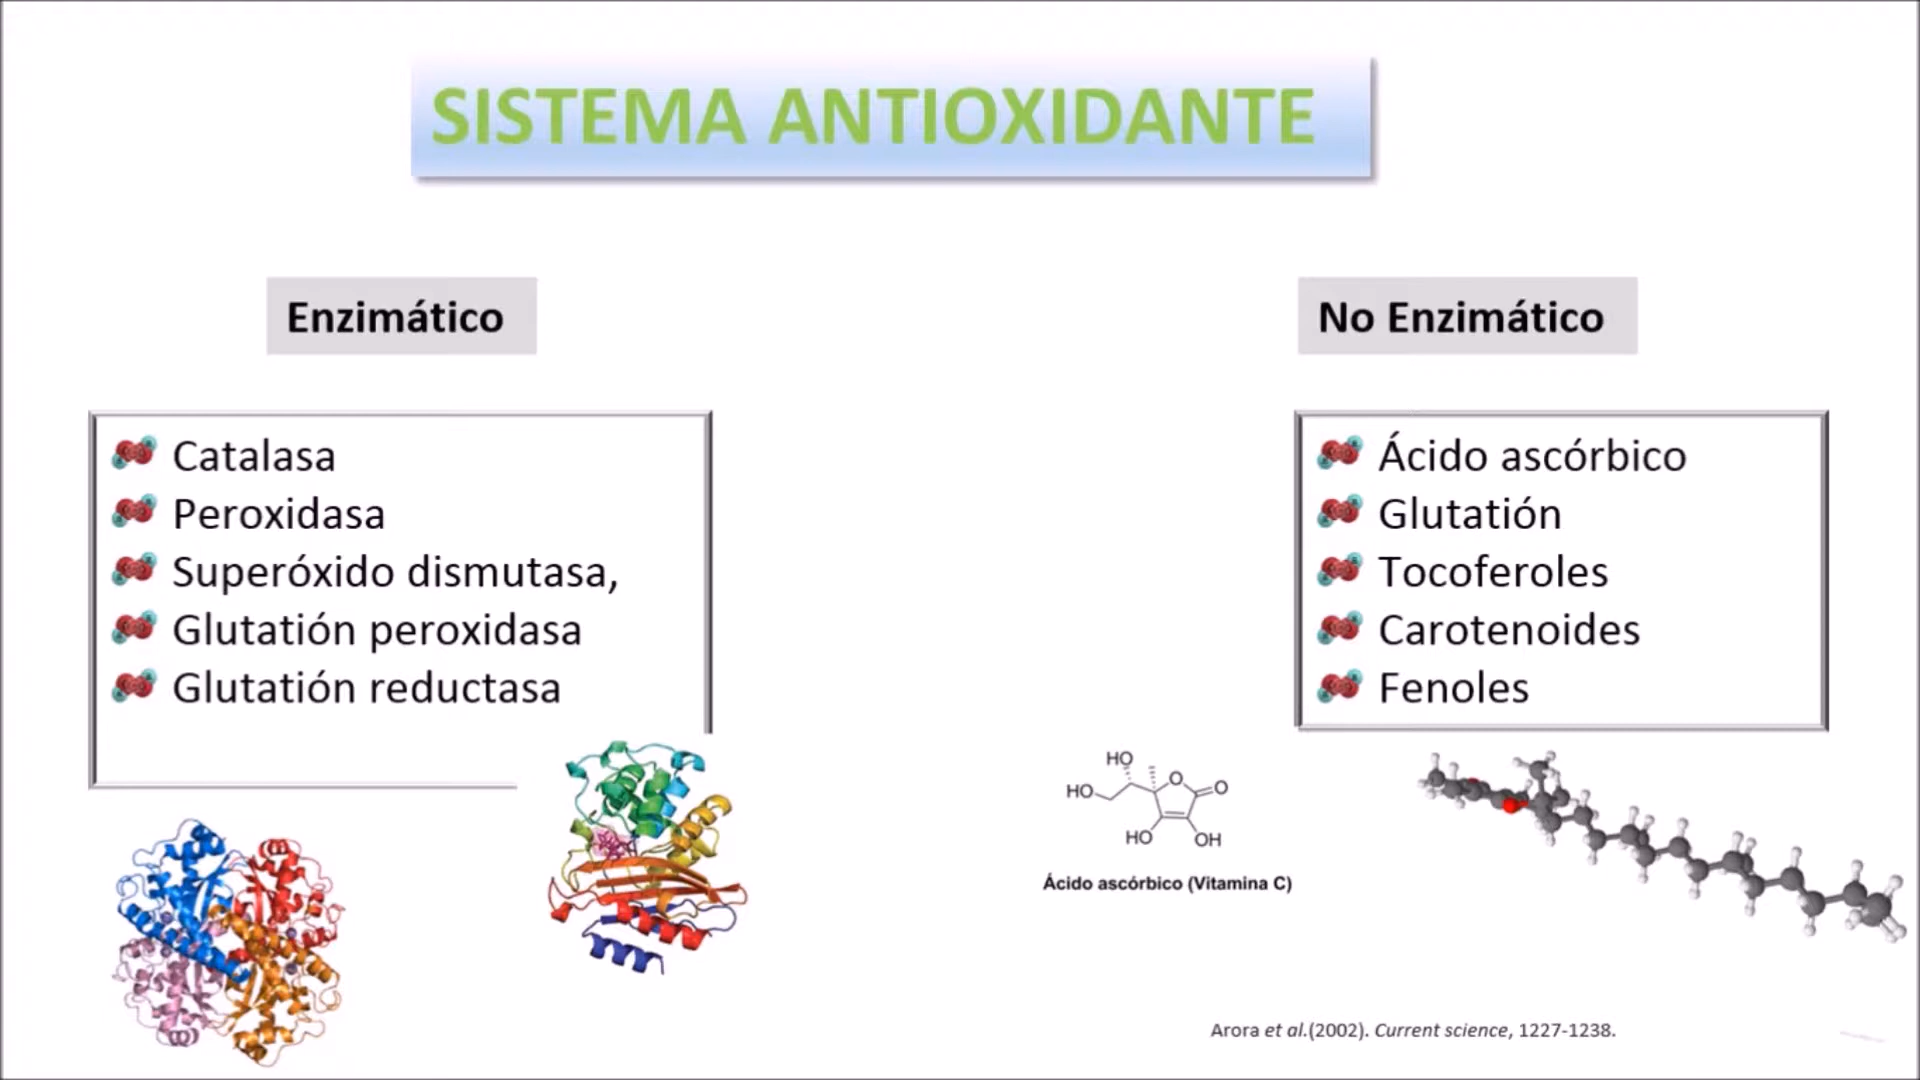 SISTEMA ANTIOXIDANTE
Enzimático
Catalasa
Peroxidasa
Superóxido dismutasa,
Glutatión peroxidasa
Glutatión reductasa
No Enzimático
Ácido ascórbico
Glutatión
Tocoferoles
Carotenoides
Fenoles
HO
O
HO
O
HO
OH
Ácido ascórbico (Vitamina C)
Arora et al.(2002). Current science, 1227-1238.